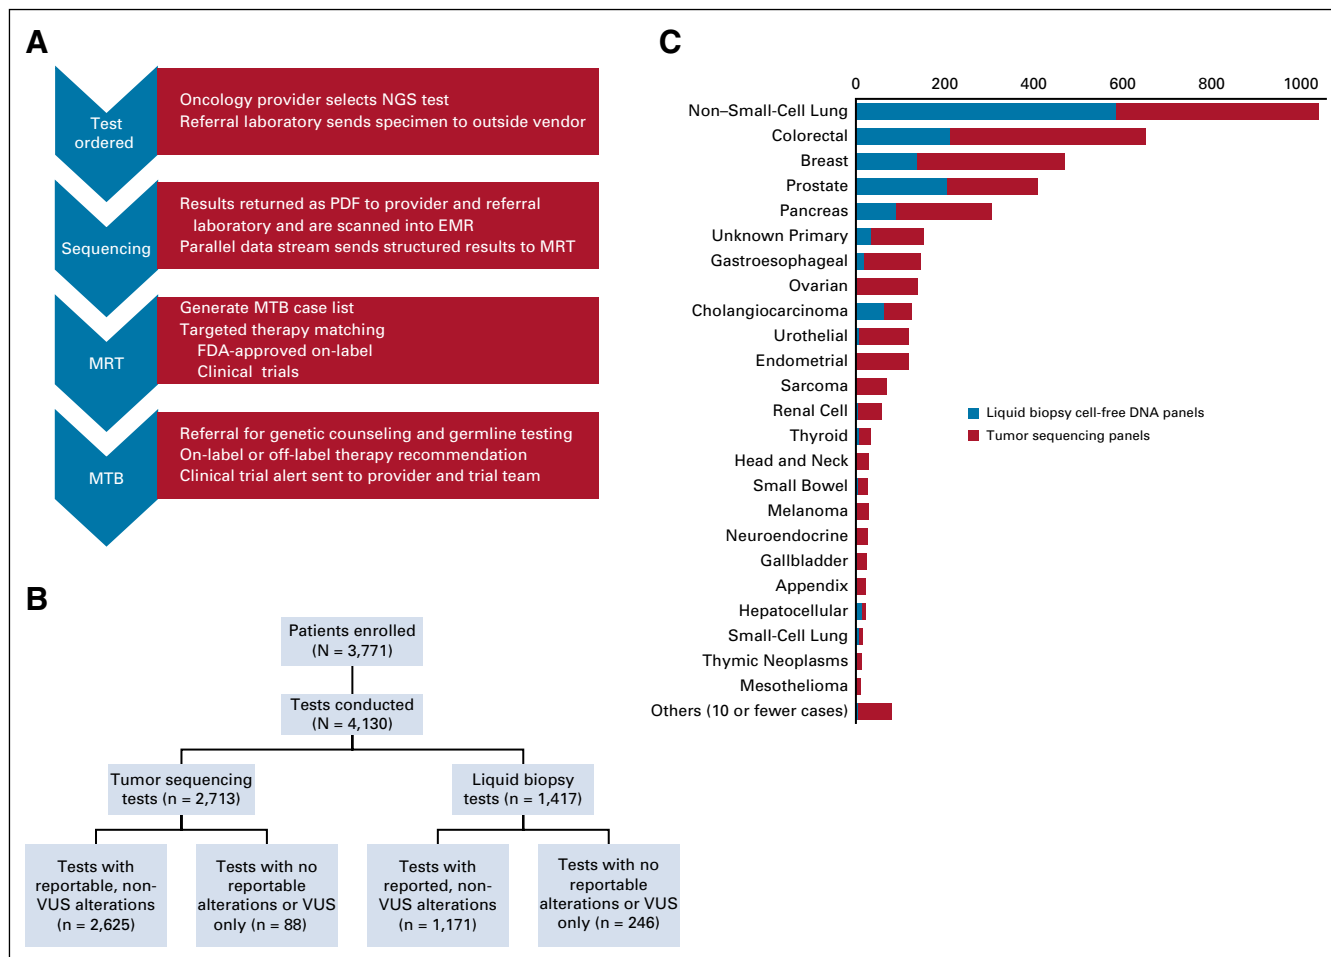 A
Test
ordered
Oncology provider selects NGS test
Referral laboratory sends specimen to outside vendor
Sequencing
Results returned as PDF to provider and referral
laboratory and are scanned into EMR
Parallel data stream sends structured results to MRT
MRT
Generate MTB case list
Targeted therapy matching
FDA-approved on-label
Clinical trials
MTB
Referral for genetic counseling and germline testing
On-label or off-label therapy recommendation
Clinical trial alert sent to provider and trial team
B
Patients enrolled
(N = 3,771)
Tests conducted
(N = 4,130)
Tumor sequencing
tests (n = 2,713)
Liquid biopsy
tests (n = 1,417)
Tests with
reportable, non-
VUS alterations
(n = 2,625)
Tests with no
reportable
alterations or VUS
only (n = 88)
Tests with
reported, non-
VUS alterations
(n = 1,171)
Tests with no
reportable
alterations or VUS
only (n = 246)
C
0 200 400 600 800 1000
Non–Small-Cell Lung
Colorectal
Breast
Prostate
Pancreas
Unknown Primary
Gastroesophageal
Ovarian
Cholangiocarcinoma
Urothelial
Endometrial
Sarcoma
Renal Cell
Thyroid
Head and Neck
Small Bowel
Melanoma
Neuroendocrine
Gallbladder
Appendix
Hepatocellular
Small-Cell Lung
Thymic Neoplasms
Mesothelioma
Others (10 or fewer cases)
Liquid biopsy cell-free DNA panels
Tumor sequencing panels